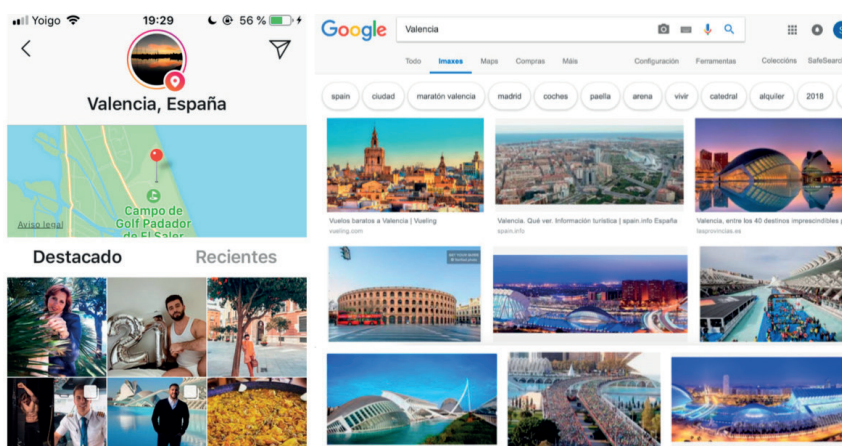 Yoigo
19:29
56 %
Valencia, España
Campo de
Golf Padador
de El Saler
Aviso legal
Destacado
Recientes
21
Google
Valencia
Todo Imaxes Maps Compras Máis Configuración Ferramentas Coleccións SafeSearch
spain ciudad maratón valencia madrid coches paella arena vivir catedral alquiler 2018
Vuelos baratos a Valencia | Vueling
vueling.com
Valencia. Qué ver. Información turística | spain.info España
spain.info
Valencia, entre los 40 destinos imprescindibles
lasprovincias.es